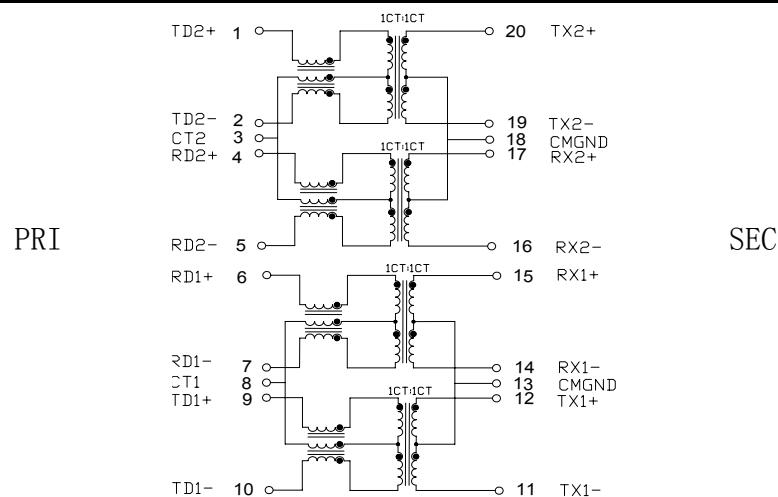 1CT:1CT
TD2+ 1 20 TX2+
TD2- 2 19 TX2-
CT2 3 18 CMGND
RD2+ 4 1CT:1CT 17 RX2+
PRI SEC
RD2- 5 16 RX2-
RD1+ 6 1CT:1CT 15 RX1+
RD1- 7 14 RX1-
CT1 8 13 CMGND
TD1+ 9 1CT:1CT 12 TX1+
TD1- 10 11 TX1-